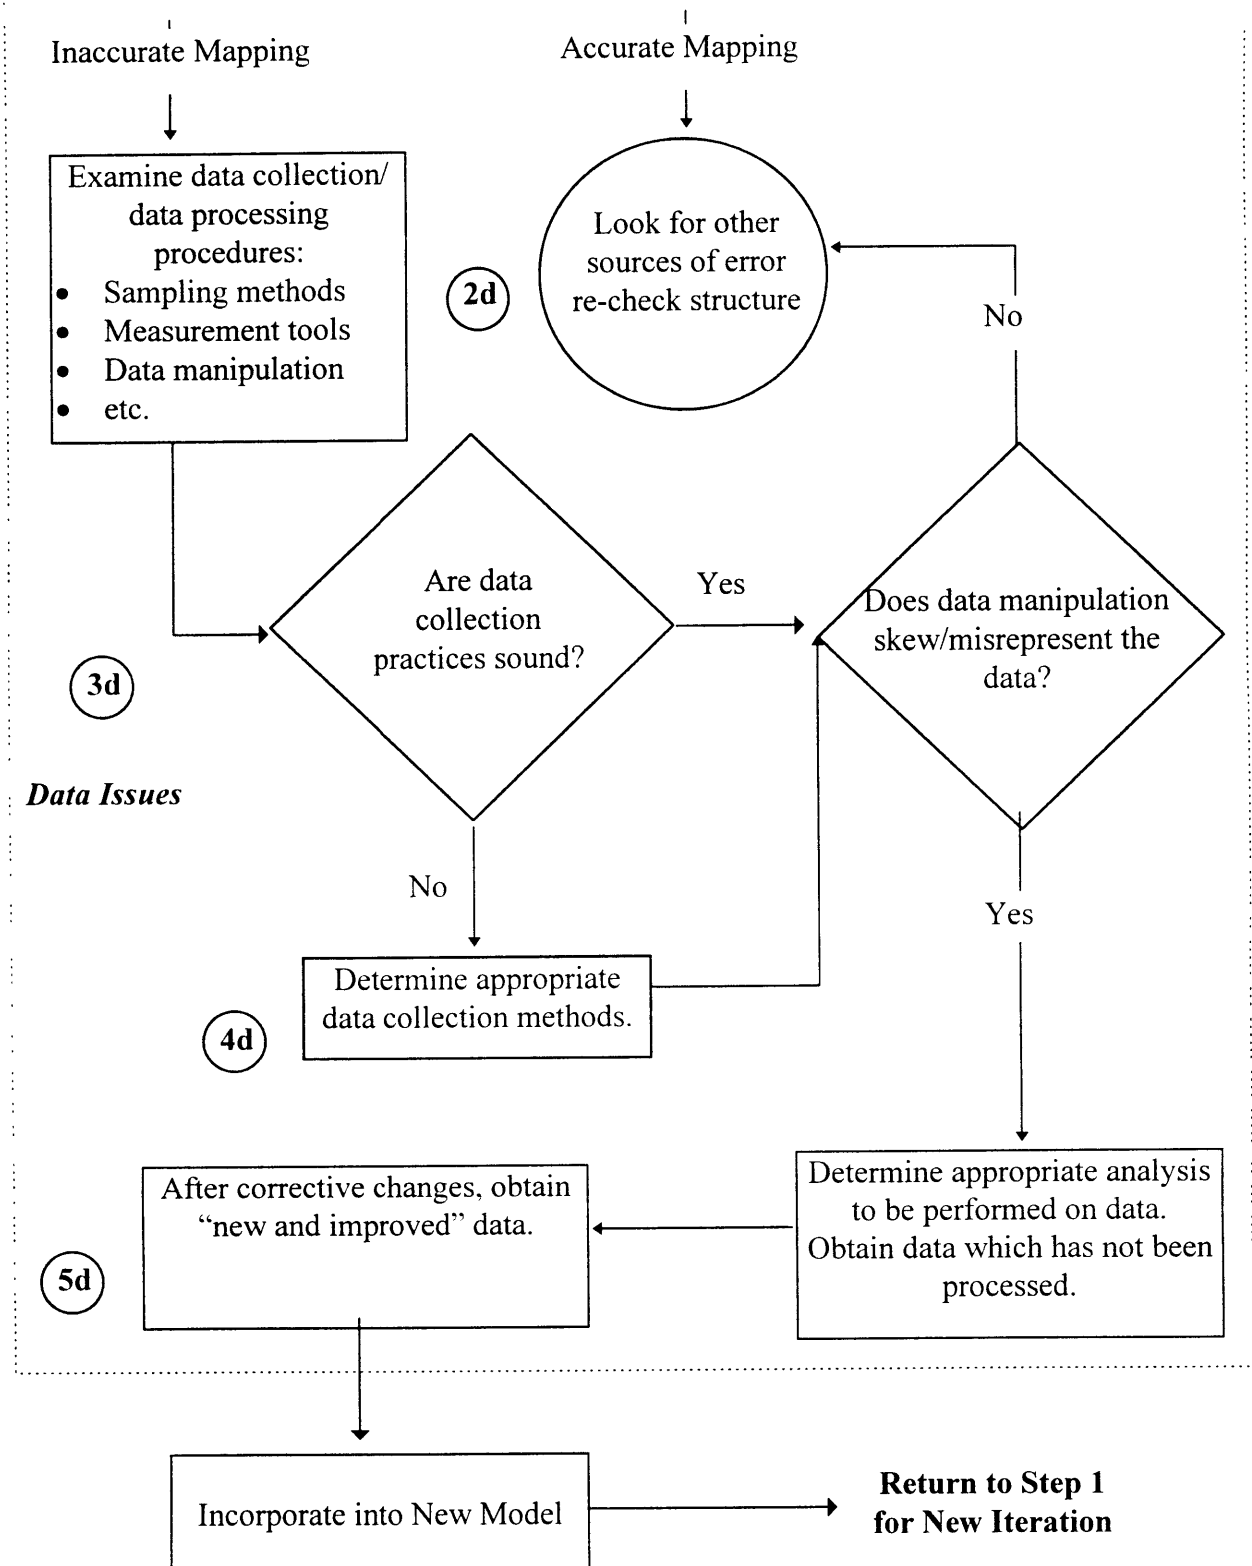 Inaccurate Mapping
Accurate Mapping
Examine data collection/
data processing
procedures:
• Sampling methods
• Measurement tools
• Data manipulation
• etc.
2d
Look for other
sources of error
re-check structure
No
Are data
collection
practices sound?
Yes
Does data manipulation
skew/misrepresent the
data?
3d
Data Issues
No
Yes
Determine appropriate
data collection methods.
4d
After corrective changes, obtain
“new and improved” data.
Determine appropriate analysis
to be performed on data.
Obtain data which has not been
processed.
5d
Incorporate into New Model
Return to Step 1
for New Iteration